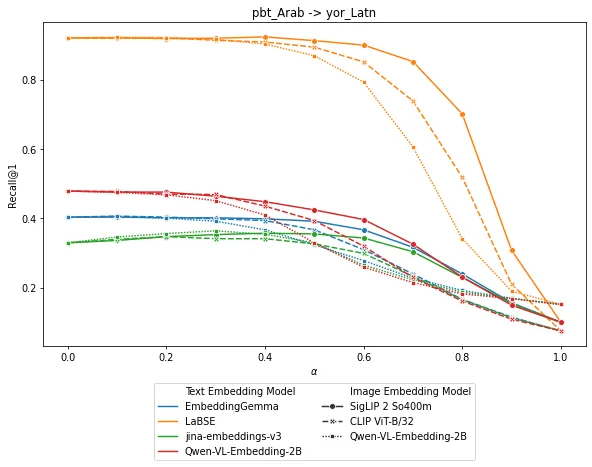 pbt_Arab -> yor_Latn
Recall@1
0.8
0.6
0.4
0.2
0.0 0.2 0.4 0.6 0.8 1.0
α
Text Embedding Model Image Embedding Model
EmbeddingGemma SigLIP 2 So400m
LaBSE CLIP ViT-B/32
jina-embeddings-v3 Qwen-VL-Embedding-2B
Qwen-VL-Embedding-2B